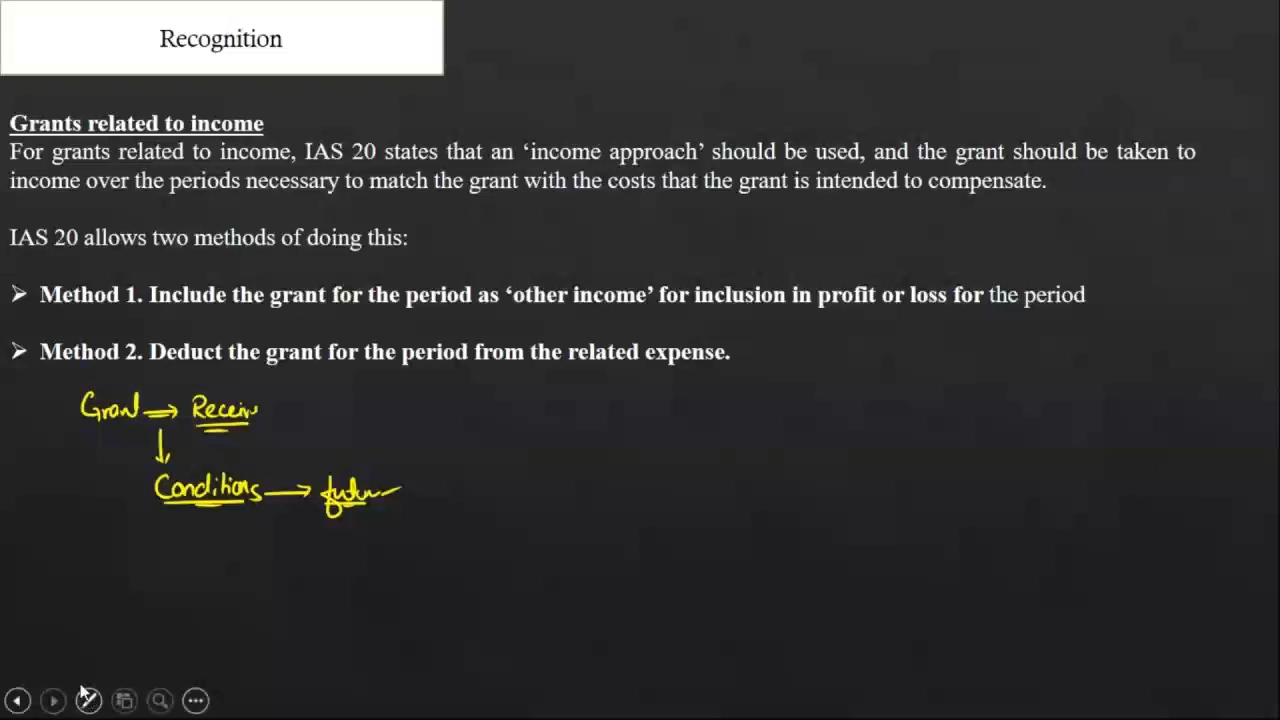 Recognition
Grants related to income
For grants related to income, IAS 20 states that an ‘income approach’ should be used, and the grant should be taken to
income over the periods necessary to match the grant with the costs that the grant is intended to compensate.
IAS 20 allows two methods of doing this:
➢ Method 1. Include the grant for the period as ‘other income’ for inclusion in profit or loss for the period
➢ Method 2. Deduct the grant for the period from the related expense.
Grant → Receive
↓
Conditions → future